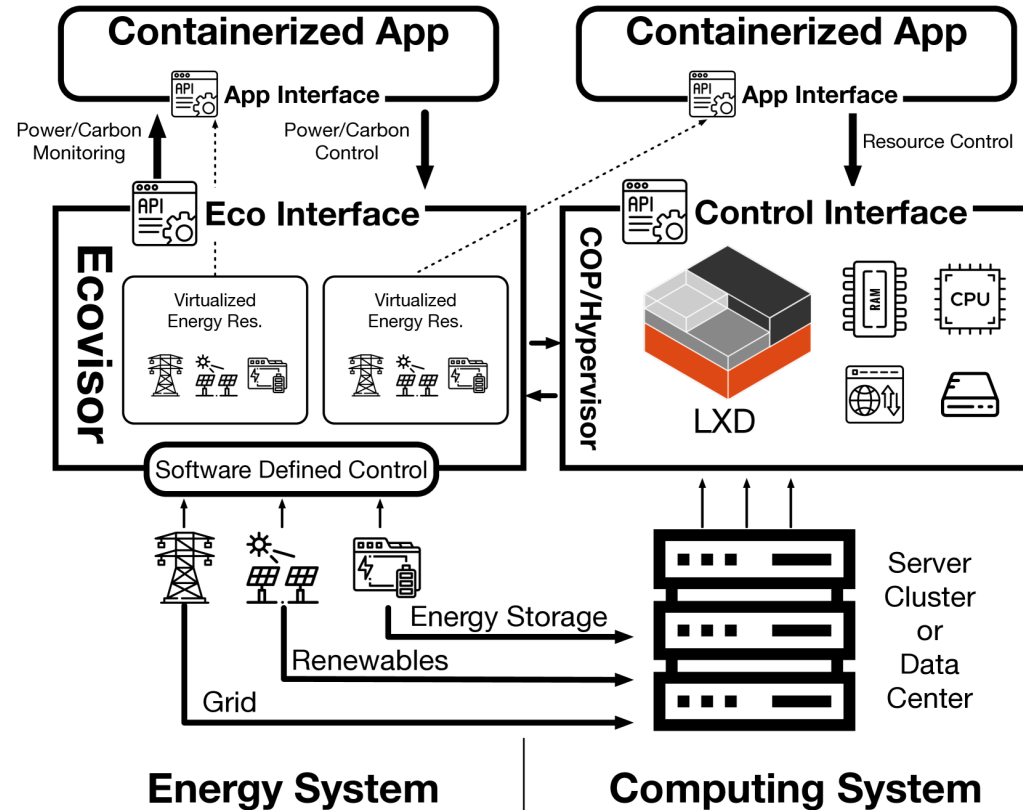 Containerized App
API
App Interface
Containerized App
API
App Interface
Power/Carbon
Monitoring
Power/Carbon
Control
Resource Control
API
Eco Interface
API
Control Interface
Ecovisor
Virtualized
Energy Res.
Virtualized
Energy Res.
COP/Hypervisor
LXD
RAM
CPU
Software Defined Control
Energy Storage
Renewables
Grid
Server
Cluster
or
Data
Center
Energy System
Computing System